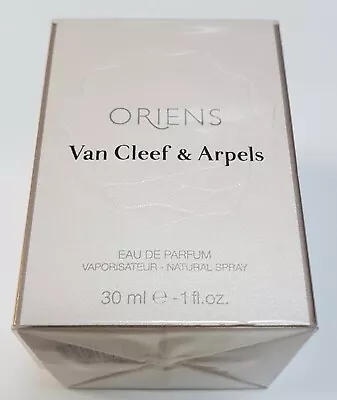 ORIENS
Van Cleef & Arpels
EAU DE PARFUM
VAPORISATEUR - NATURAL SPRAY
30 ml ℮ -1 fl.oz.